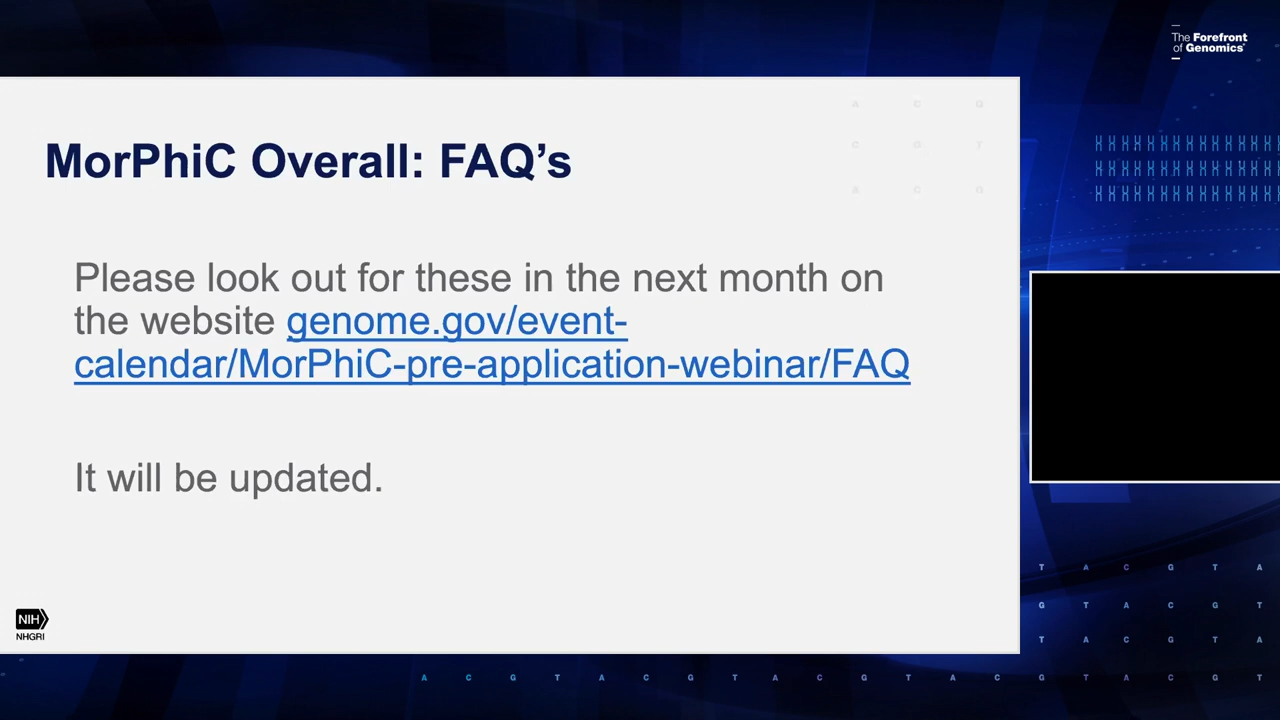 The Forefront
of Genomics®
A C G
C G T
A C G
MorPhiC Overall: FAQ’s
Please look out for these in the next month on
the website genome.gov/event-
calendar/MorPhiC-pre-application-webinar/FAQ
It will be updated.
NIH
NHGRI
T A C G T A
G T A C G T
T A C G T A
A C G T A C G T A C G T A C G T A C G T